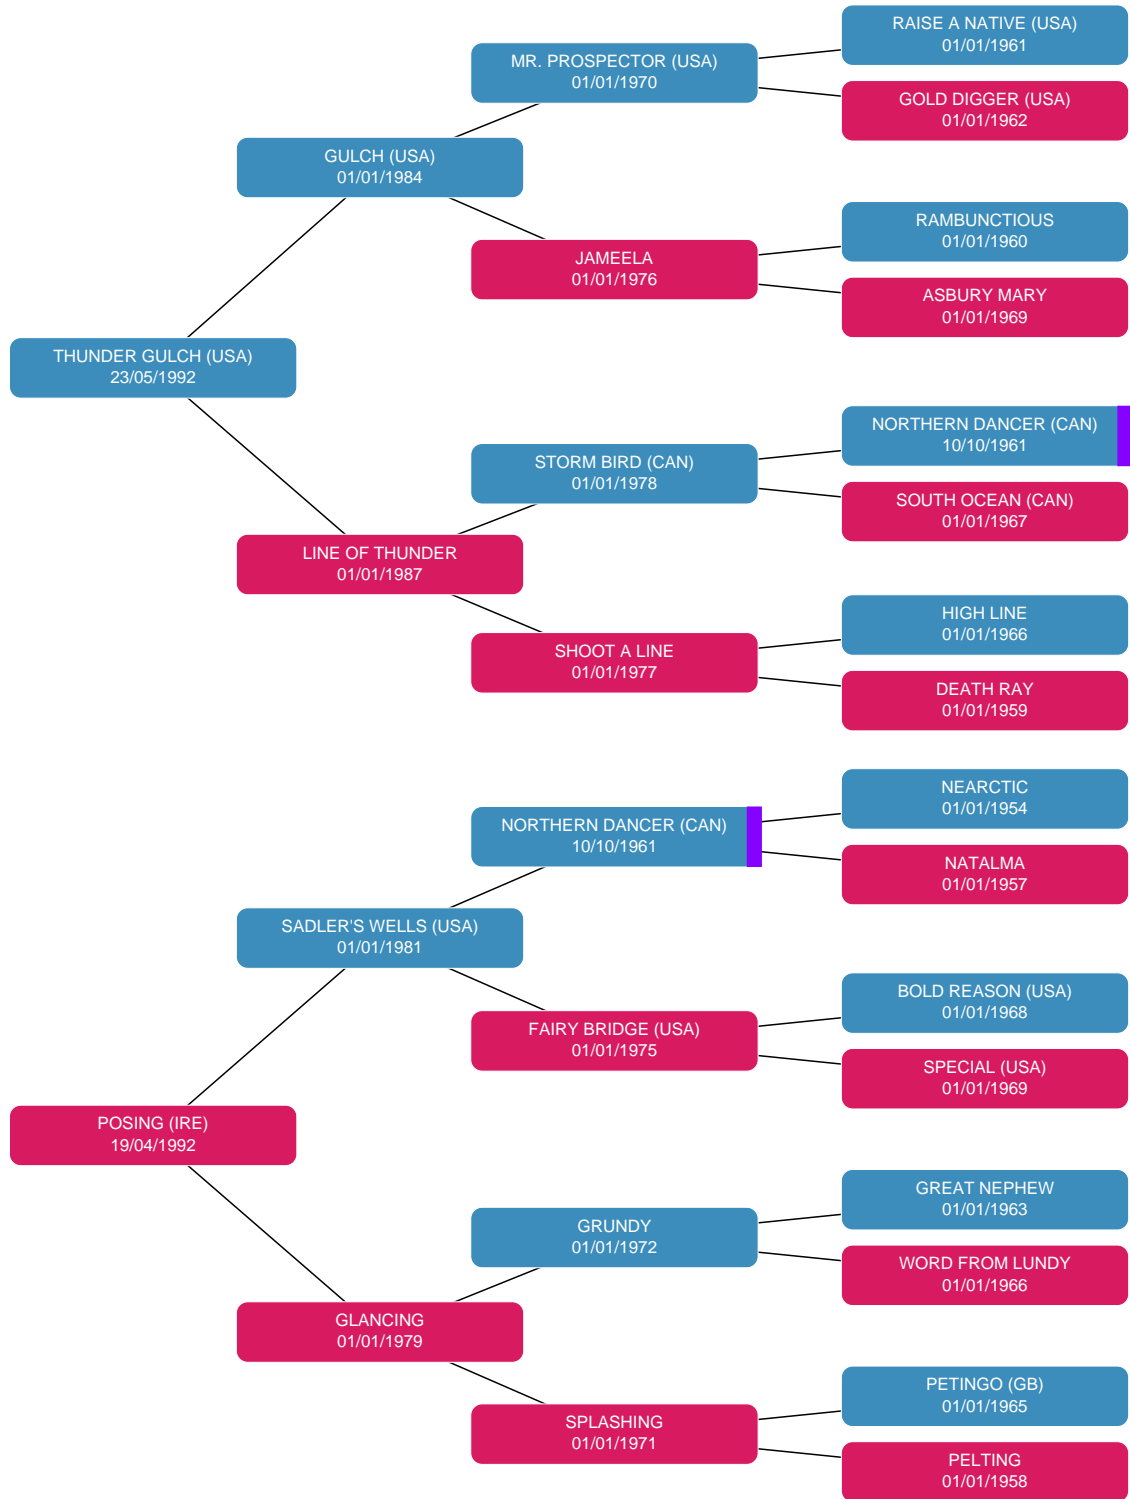 RAISE A NATIVE (USA)
01/01/1961
MR. PROSPECTOR (USA)
01/01/1970
GOLD DIGGER (USA)
01/01/1962
GULCH (USA)
01/01/1984
RAMBUNCTIOUS
01/01/1960
JAMEELA
01/01/1976
ASBURY MARY
01/01/1969
THUNDER GULCH (USA)
23/05/1992
NORTHERN DANCER (CAN)
10/10/1961
STORM BIRD (CAN)
01/01/1978
SOUTH OCEAN (CAN)
01/01/1967
LINE OF THUNDER
01/01/1987
HIGH LINE
01/01/1966
SHOOT A LINE
01/01/1977
DEATH RAY
01/01/1959
NEARCTIC
01/01/1954
NORTHERN DANCER (CAN)
10/10/1961
NATALMA
01/01/1957
SADLER'S WELLS (USA)
01/01/1981
BOLD REASON (USA)
01/01/1968
FAIRY BRIDGE (USA)
01/01/1975
SPECIAL (USA)
01/01/1969
POSING (IRE)
19/04/1992
GREAT NEPHEW
01/01/1963
GRUNDY
01/01/1972
WORD FROM LUNDY
01/01/1966
GLANCING
01/01/1979
PETINGO (GB)
01/01/1965
SPLASHING
01/01/1971
PELTING
01/01/1958